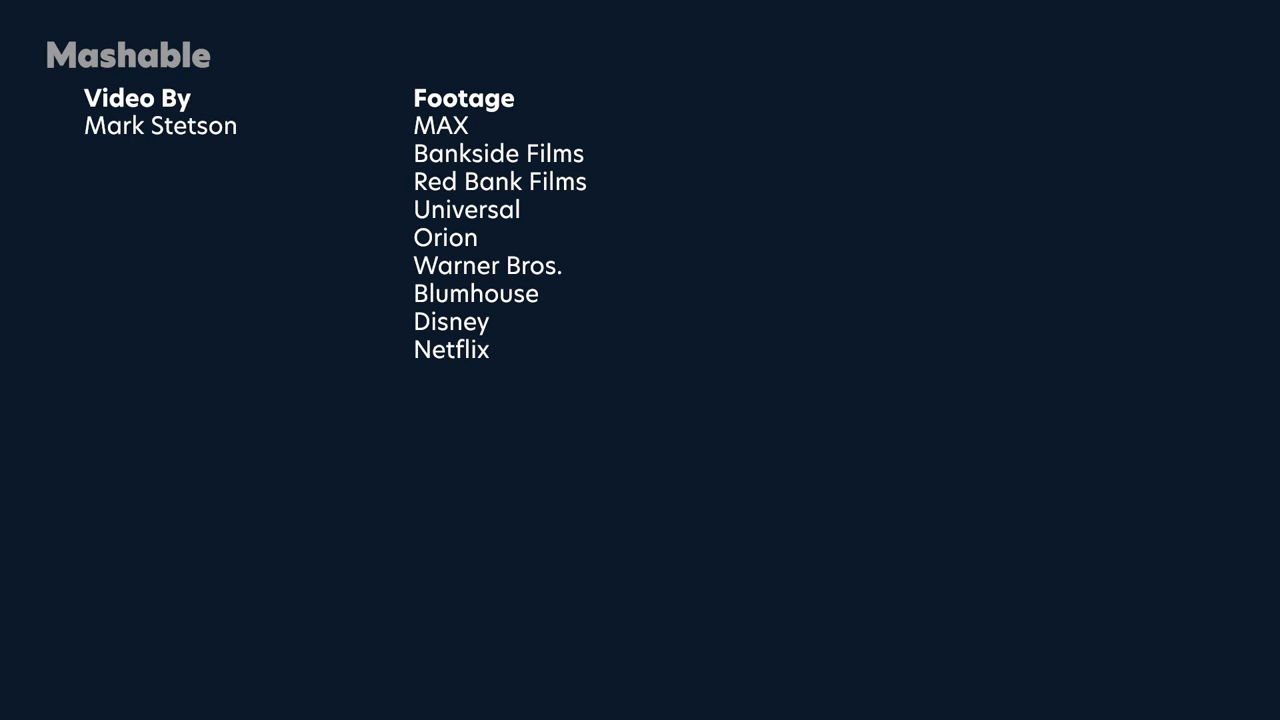 Mashable
Video By
Mark Stetson
Footage
MAX
Bankside Films
Red Bank Films
Universal
Orion
Warner Bros.
Blumhouse
Disney
Netflix